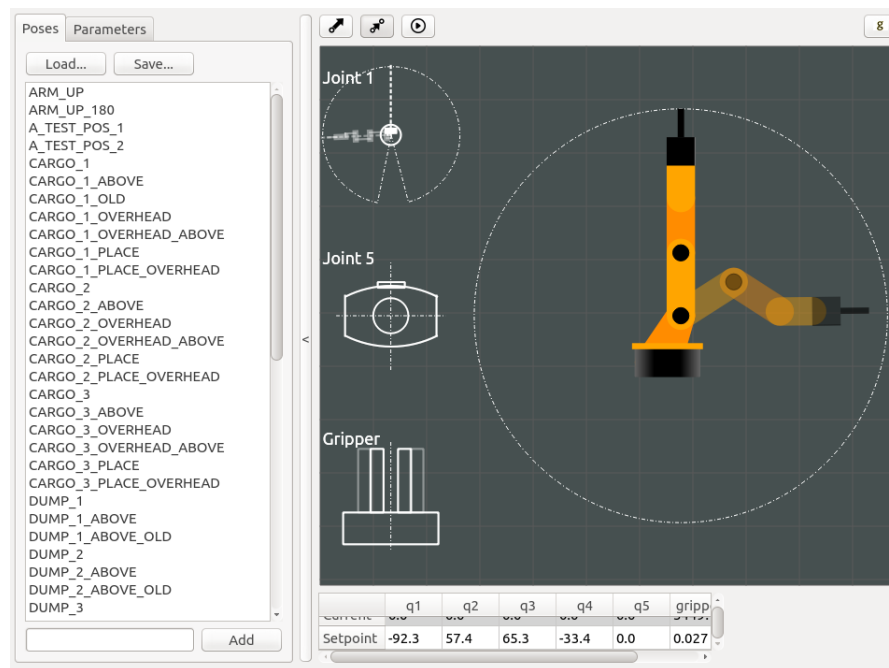 Poses Parameters
Load... Save...
ARM_UP
ARM_UP_180
A_TEST_POS_1
A_TEST_POS_2
CARGO_1
CARGO_1_ABOVE
CARGO_1_OLD
CARGO_1_OVERHEAD
CARGO_1_OVERHEAD_ABOVE
CARGO_1_PLACE
CARGO_1_PLACE_OVERHEAD
CARGO_2
CARGO_2_ABOVE
CARGO_2_OVERHEAD
CARGO_2_OVERHEAD_ABOVE
CARGO_2_PLACE
CARGO_2_PLACE_OVERHEAD
CARGO_3
CARGO_3_ABOVE
CARGO_3_OVERHEAD
CARGO_3_OVERHEAD_ABOVE
CARGO_3_PLACE
CARGO_3_PLACE_OVERHEAD
DUMP_1
DUMP_1_ABOVE
DUMP_1_ABOVE_OLD
DUMP_2
DUMP_2_ABOVE
DUMP_2_ABOVE_OLD
DUMP_3
Add
<
g
Joint 1
Joint 5
Gripper
q1 q2 q3 q4 q5 gripp
Setpoint -92.3 57.4 65.3 -33.4 0.0 0.027